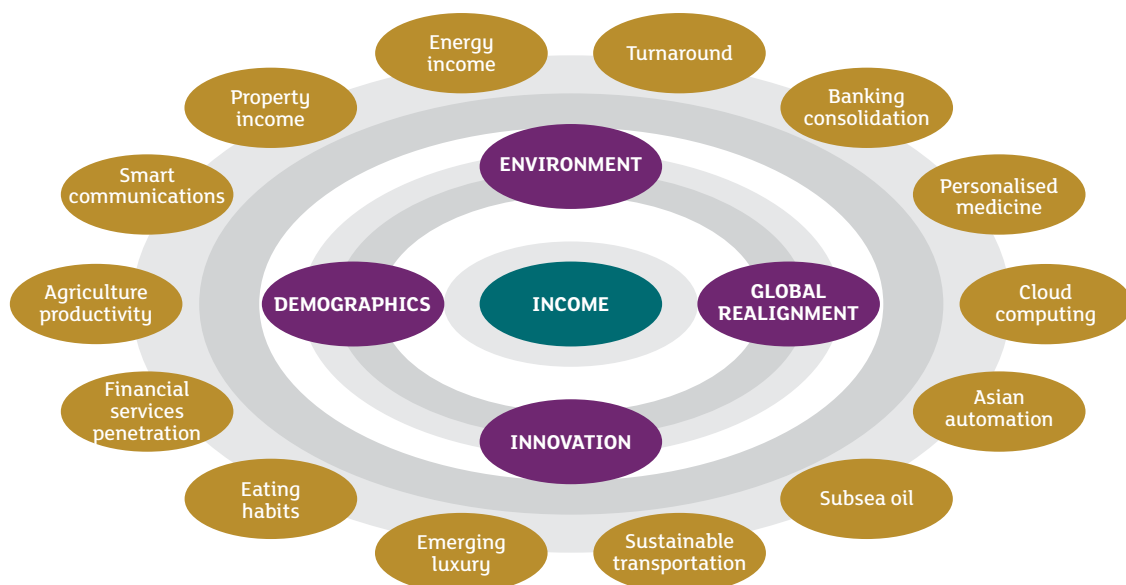 Energy
income
Turnaround
Property
income
Banking
consolidation
ENVIRONMENT
Smart
communications
Personalised
medicine
Agriculture
productivity
DEMOGRAPHICS
INCOME
GLOBAL
REALIGNMENT
Cloud
computing
Financial
services
penetration
Asian
automation
INNOVATION
Eating
habits
Subsea oil
Emerging
luxury
Sustainable
transportation